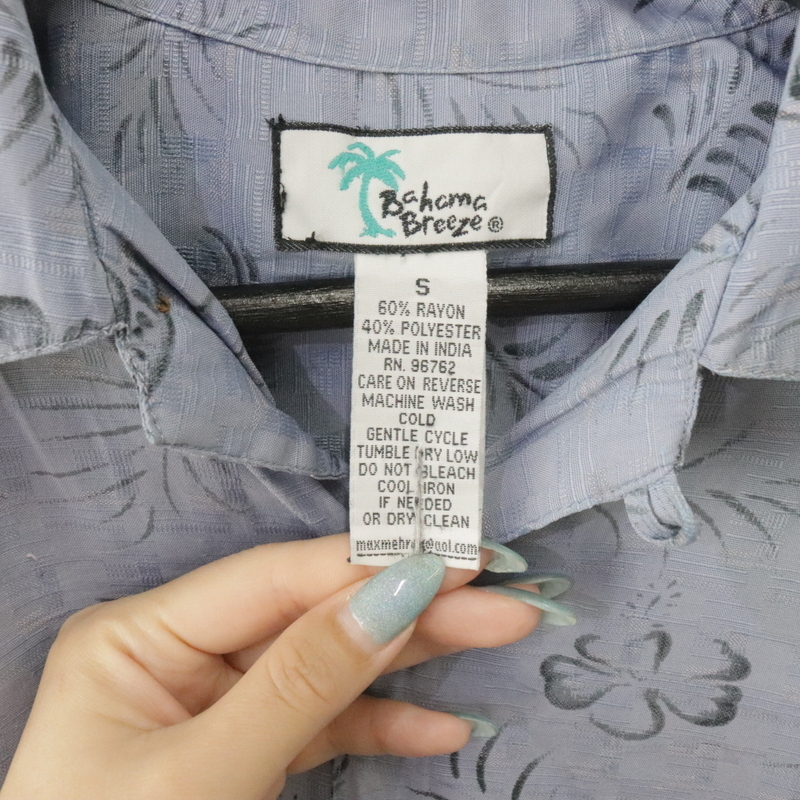 Bahama
Breeze®
S
60% RAYON
40% POLYESTER
MADE IN INDIA
RN. 96762
CARE ON REVERSE
MACHINE WASH
COLD
GENTLE CYCLE
TUMBLE DRY LOW
DO NOT BLEACH
COOL IRON
IF NEEDED
OR DRY CLEAN